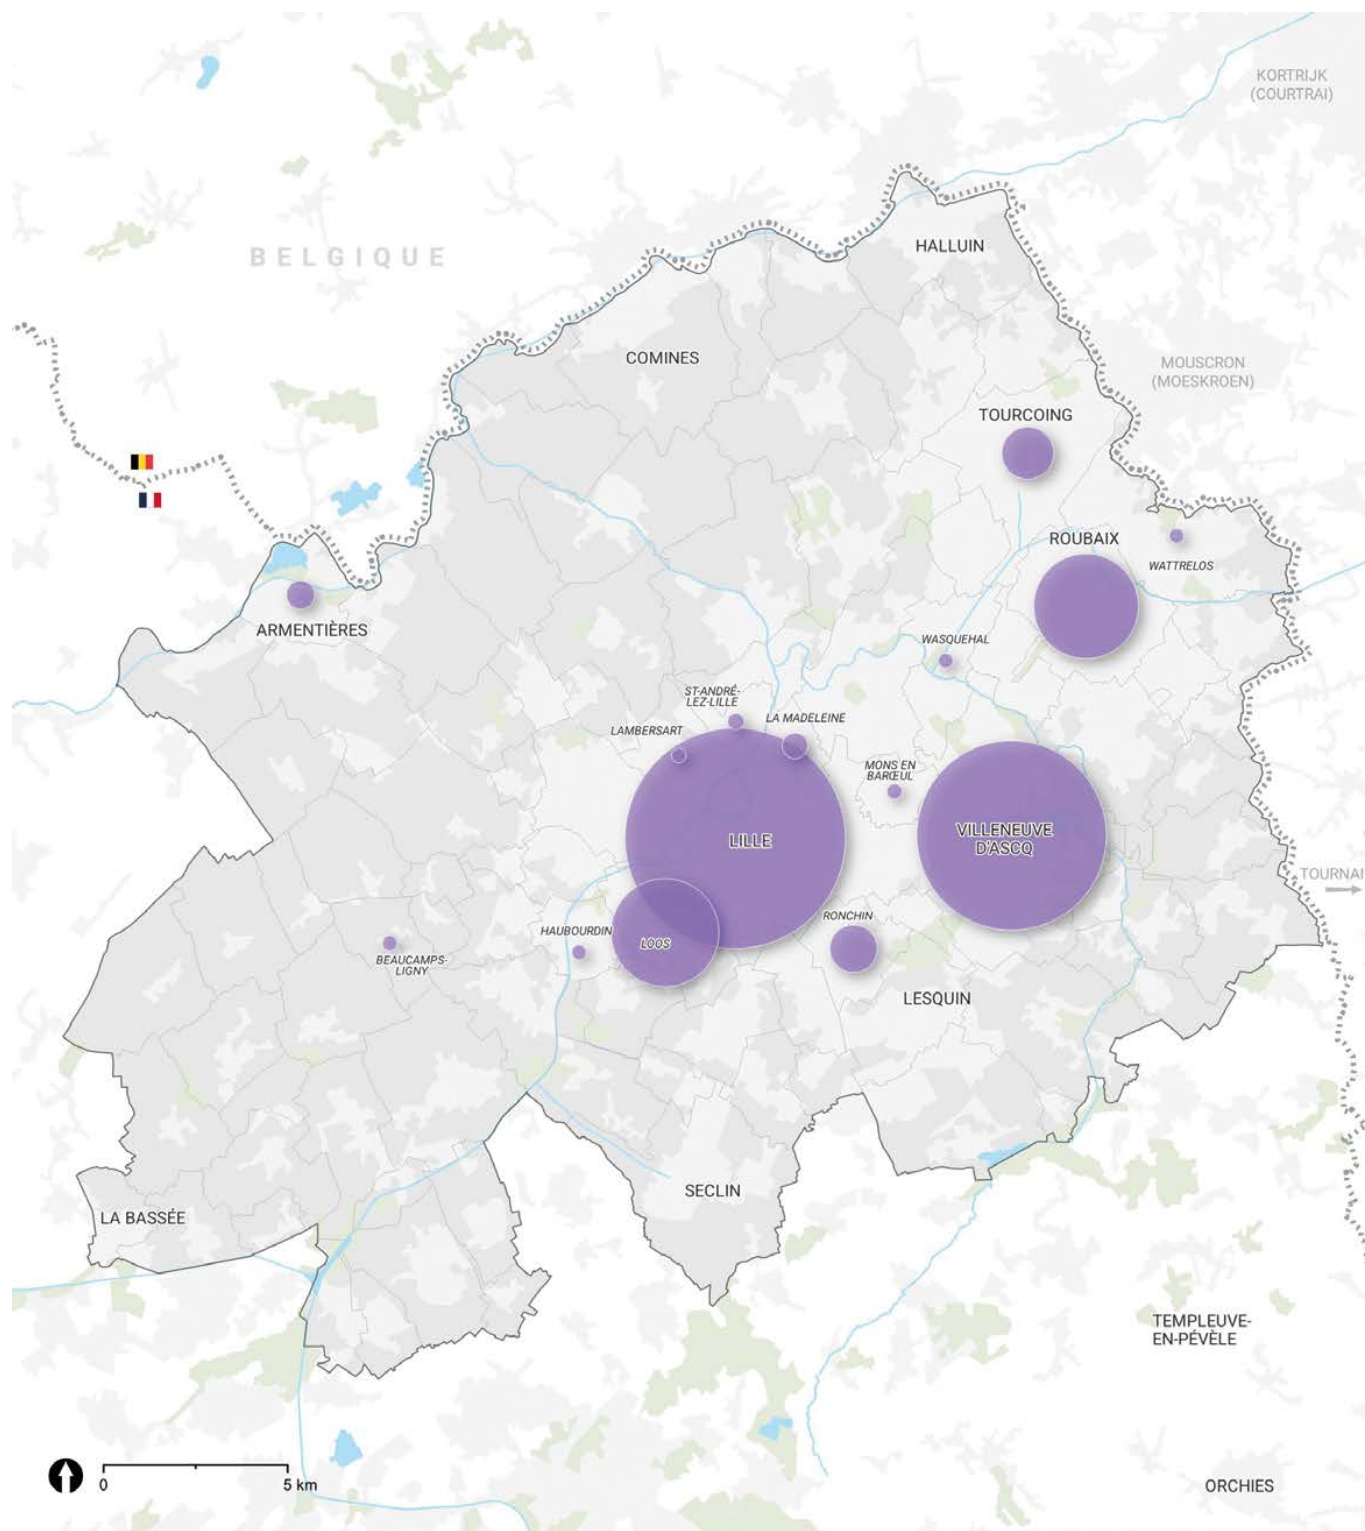 KORTRIJK
(COURTRAI)
HALLUIN
BELGIQUE
COMINES
MOUSCRON
(MOESKROEN)
TOURCOING
ROUBAIX
WATTRELOS
ARMENTIÈRES
WASQUEHAL
ST-ANDRÉ-
LEZ-LILLE
LA MADELEINE
LAMBERSART
MONS EN
BARŒUL
LILLE
VILLENEUVE
D'ASCQ
TOURNAI
RONCHIN
HAUBOURDIN
LOOS
BEAUCAMPS-
LIGNY
LESQUIN
SECLIN
LA BASSÉE
TEMPLEUVE-
EN-PÉVÈLE
0 5 km
ORCHIES